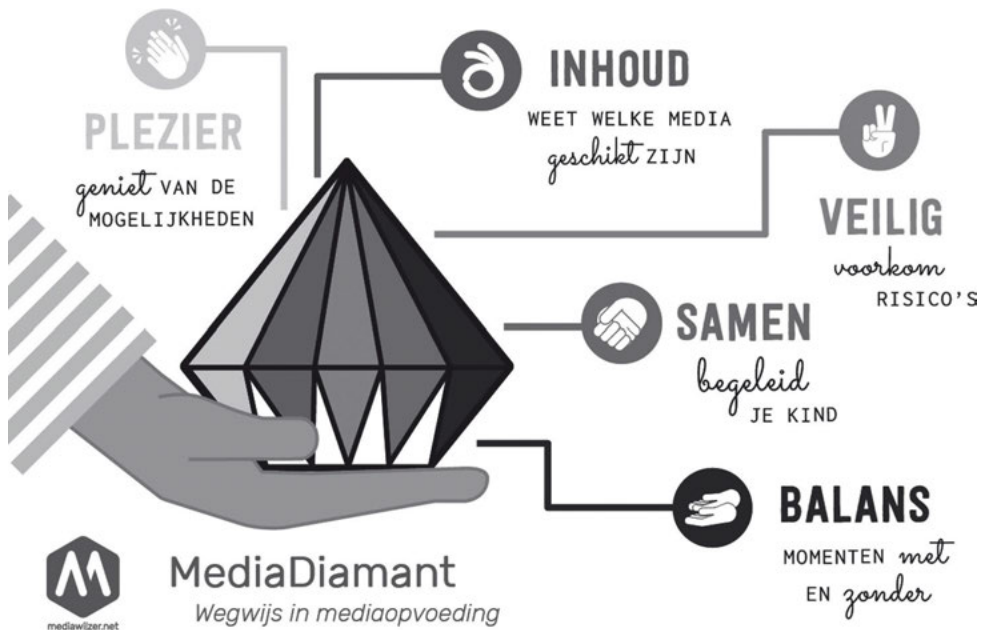 PLEZIER
geniet VAN DE
MOGELIJKHEDEN
INHOUD
WEET WELKE MEDIA
geschikt ZIJN
VEILIG
voorkom
RISICO'S
SAMEN
begeleid
JE KIND
BALANS
MOMENTEN met
EN zonder
MediaDiamant
Wegwijs in mediaopvoeding
mediawijzer.net